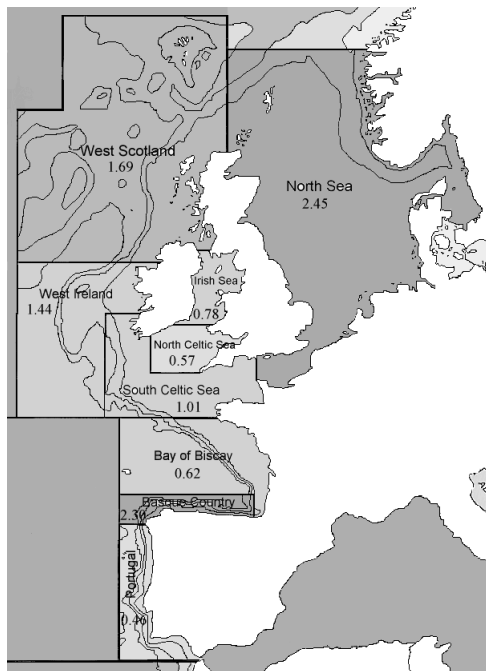 West Scotland
1.69
North Sea
2.45
Irish Sea
0.78
West Ireland
1.44
North Celtic Sea
0.57
South Celtic Sea
1.01
Bay of Biscay
0.62
Basque Country
2.30
Portugal
0.46